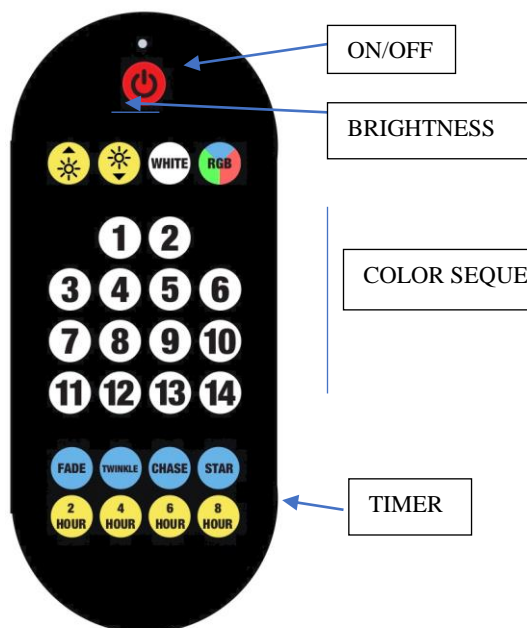 ON/OFF
BRIGHTNESS
WHITE RGB
1 2
COLOR SEQUE
3 4 5 6
7 8 9 10
11 12 13 14
FADE TWINKLE CHASE STAR
2 HOUR 4 HOUR 6 HOUR 8 HOUR
TIMER